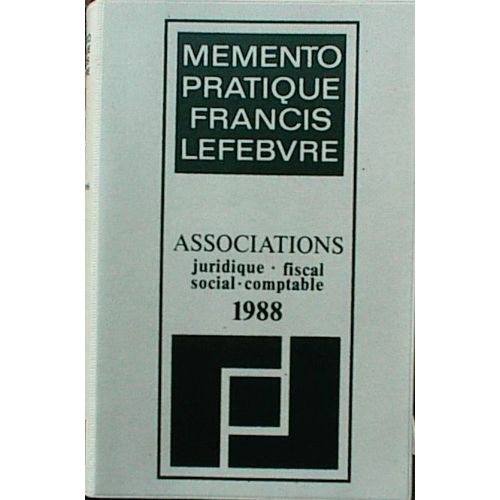 MEMENTO
PRATIQUE
FRANCIS
LEFEBVRE
ASSOCIATIONS
juridique · fiscal
social · comptable
1988